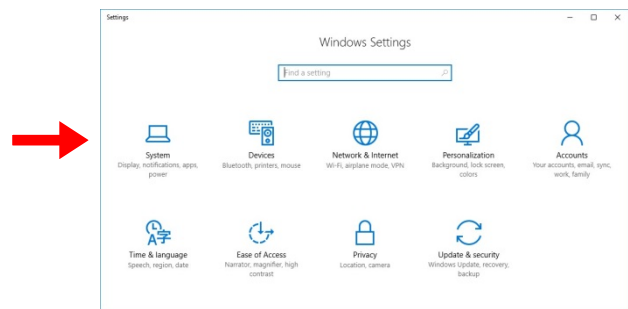 Settings
Windows Settings
Find a setting
System
Display, notifications, apps,
power
Devices
Bluetooth, printers, mouse
Network & Internet
Wi-Fi, airplane mode, VPN
Personalization
Background, lock screen,
colors
Accounts
Your accounts, email, sync,
work, family
A字
Time & language
Speech, region, date
Ease of Access
Narrator, magnifier, high
contrast
Privacy
Location, camera
Update & security
Windows Update, recovery,
backup